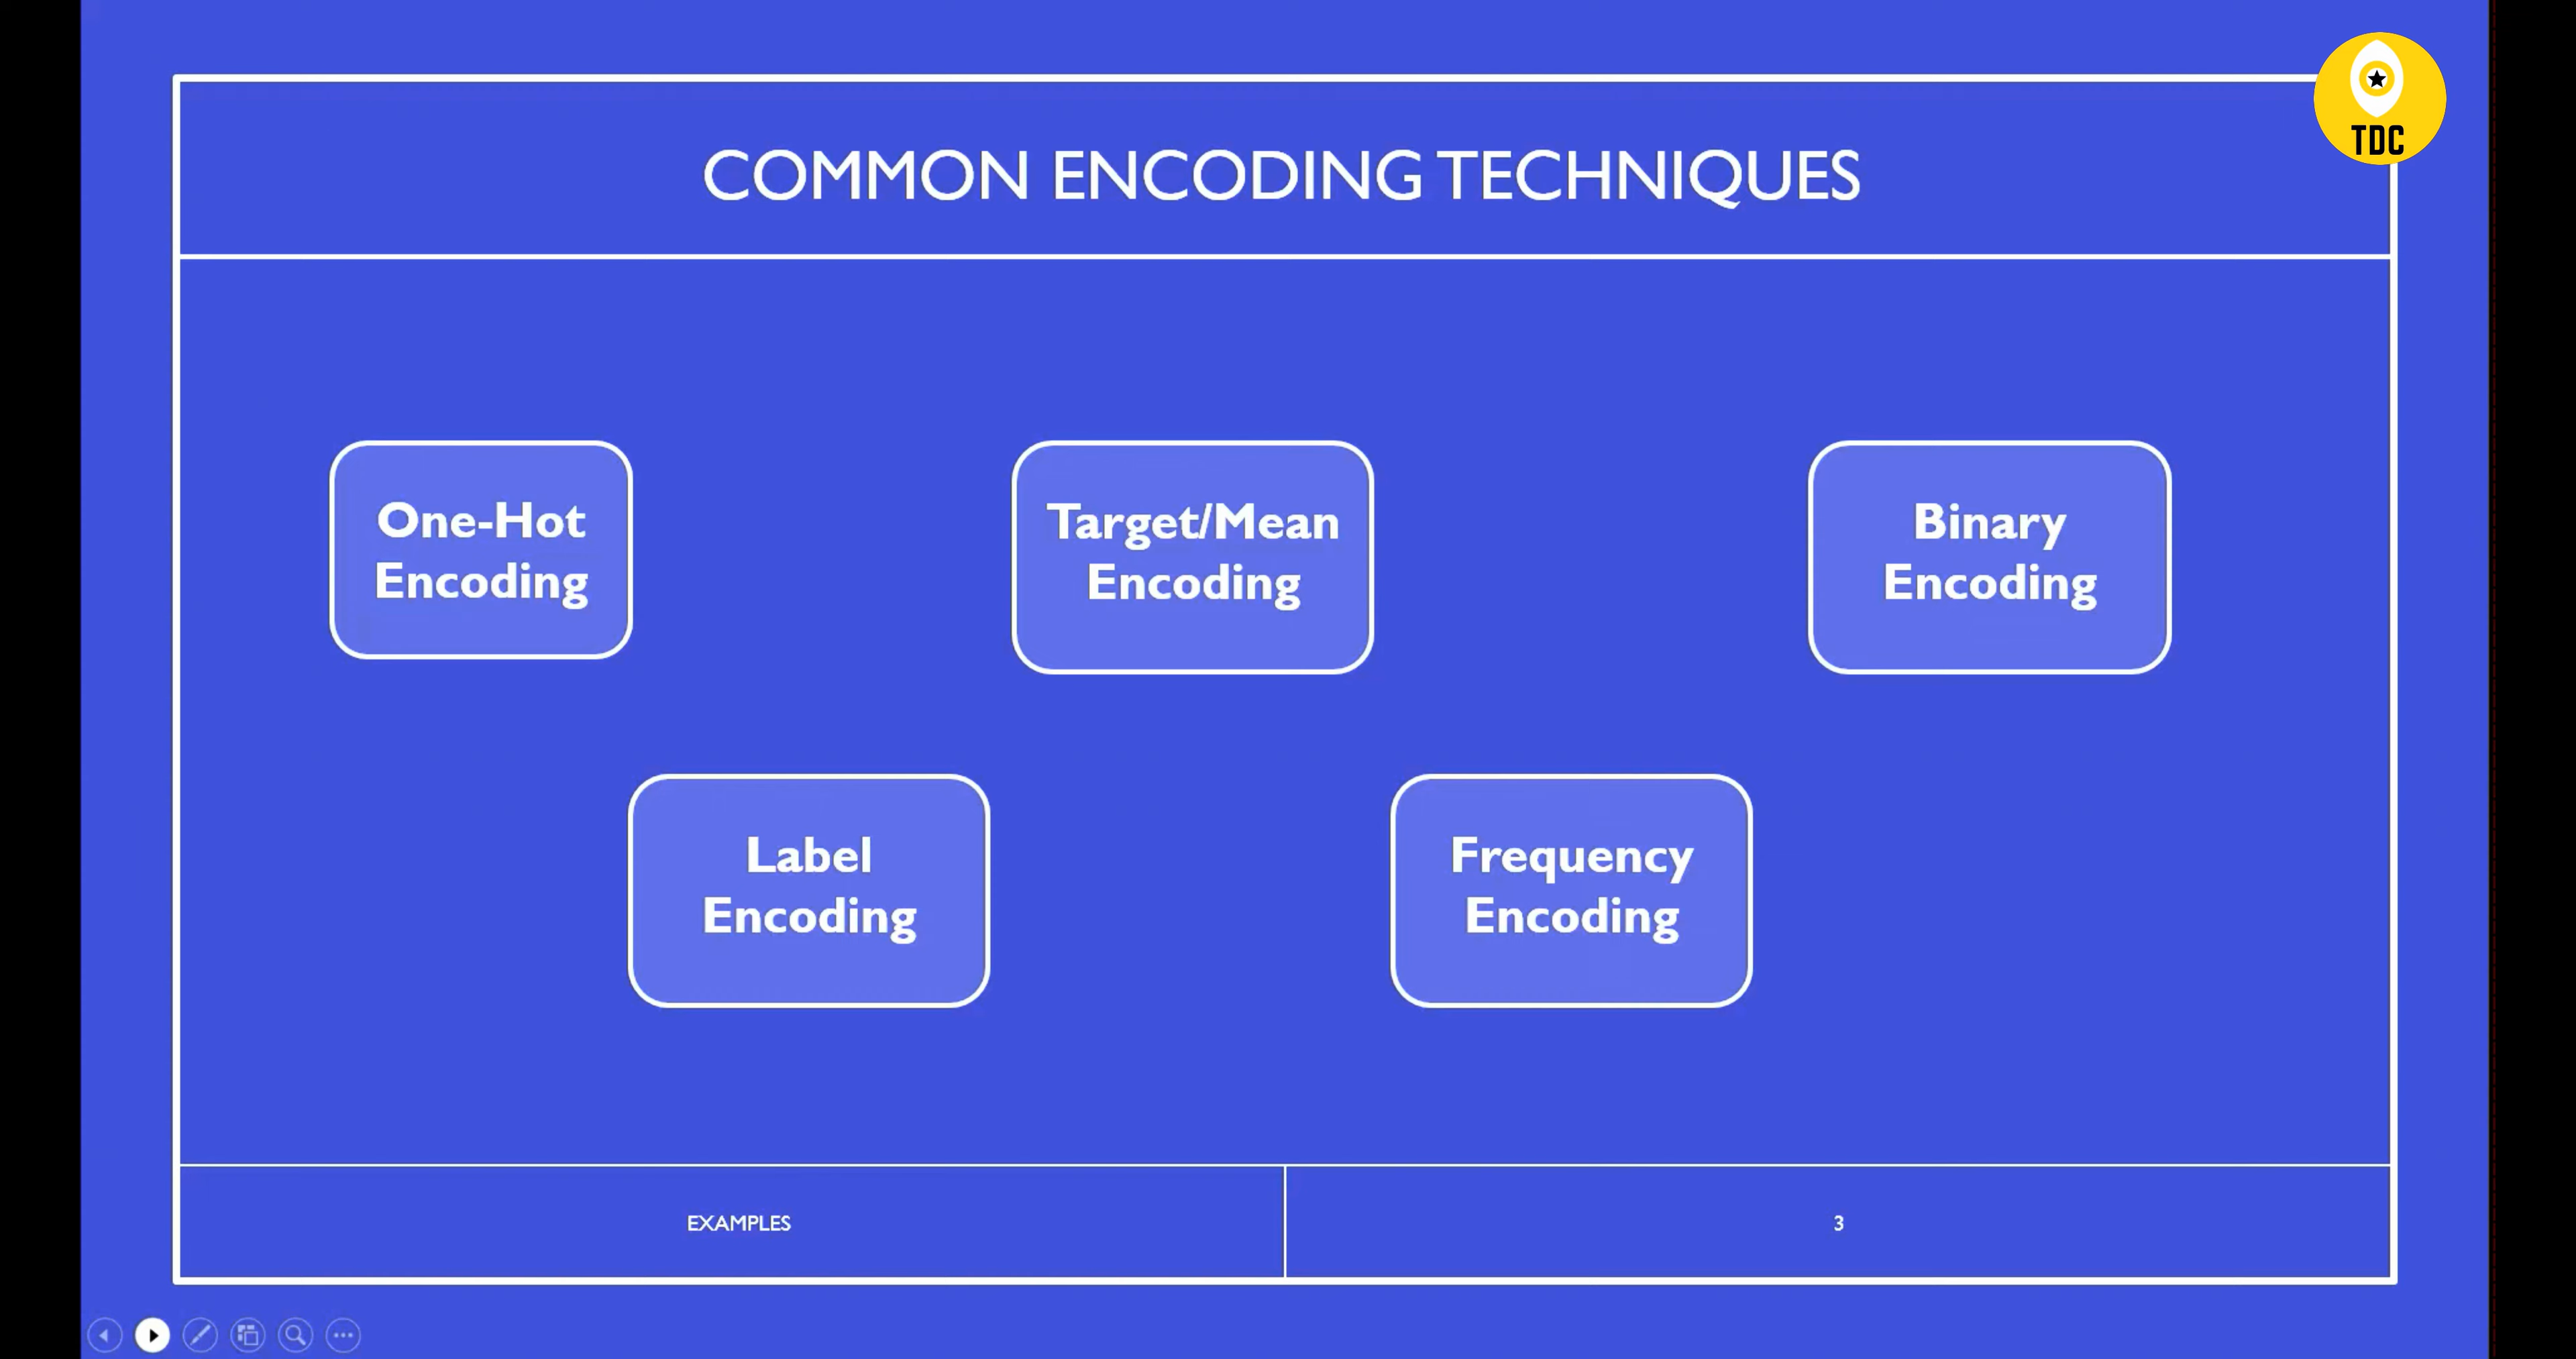 TDC
COMMON ENCODING TECHNIQUES
One-Hot
Encoding
Target/Mean
Encoding
Binary
Encoding
Label
Encoding
Frequency
Encoding
EXAMPLES
3